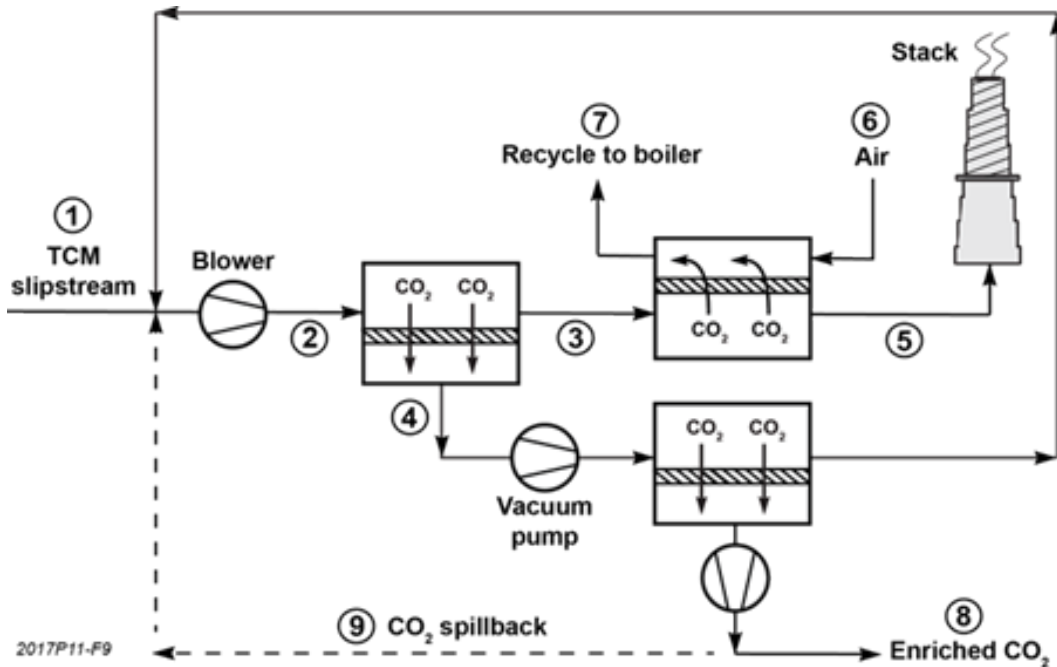 Stack
⑦
Recycle to boiler
⑥
Air
①
TCM
slipstream
Blower
CO₂ CO₂
②
③
CO₂ CO₂
⑤
④
Vacuum
pump
CO₂ CO₂
⑨ CO₂ spillback
⑧
Enriched CO₂
2017P11-F9